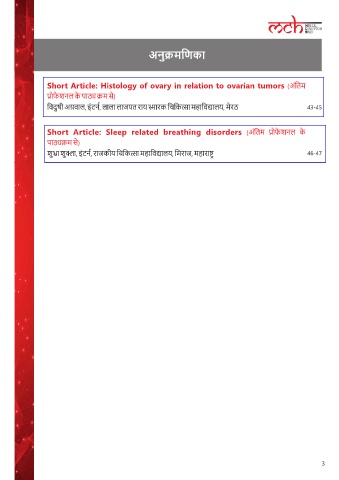 mch
अनुक्रमणिका
Short Article: Histology of ovary in relation to ovarian tumors (अंतिम
प्रोफेशनल के पाठ्यक्रम से)
विदुषी अग्रवाल, इंटर्न, लाला लाजपत राय स्मारक चिकित्सा महाविद्यालय, मेरठ 43-45
Short Article: Sleep related breathing disorders (अंतिम प्रोफेशनल के
पाठ्यक्रम से)
शुभ्रा शुक्ला, इंटर्न, राजकीय चिकित्सा महाविद्यालय, मिराज, महाराष्ट्र 46-47
3